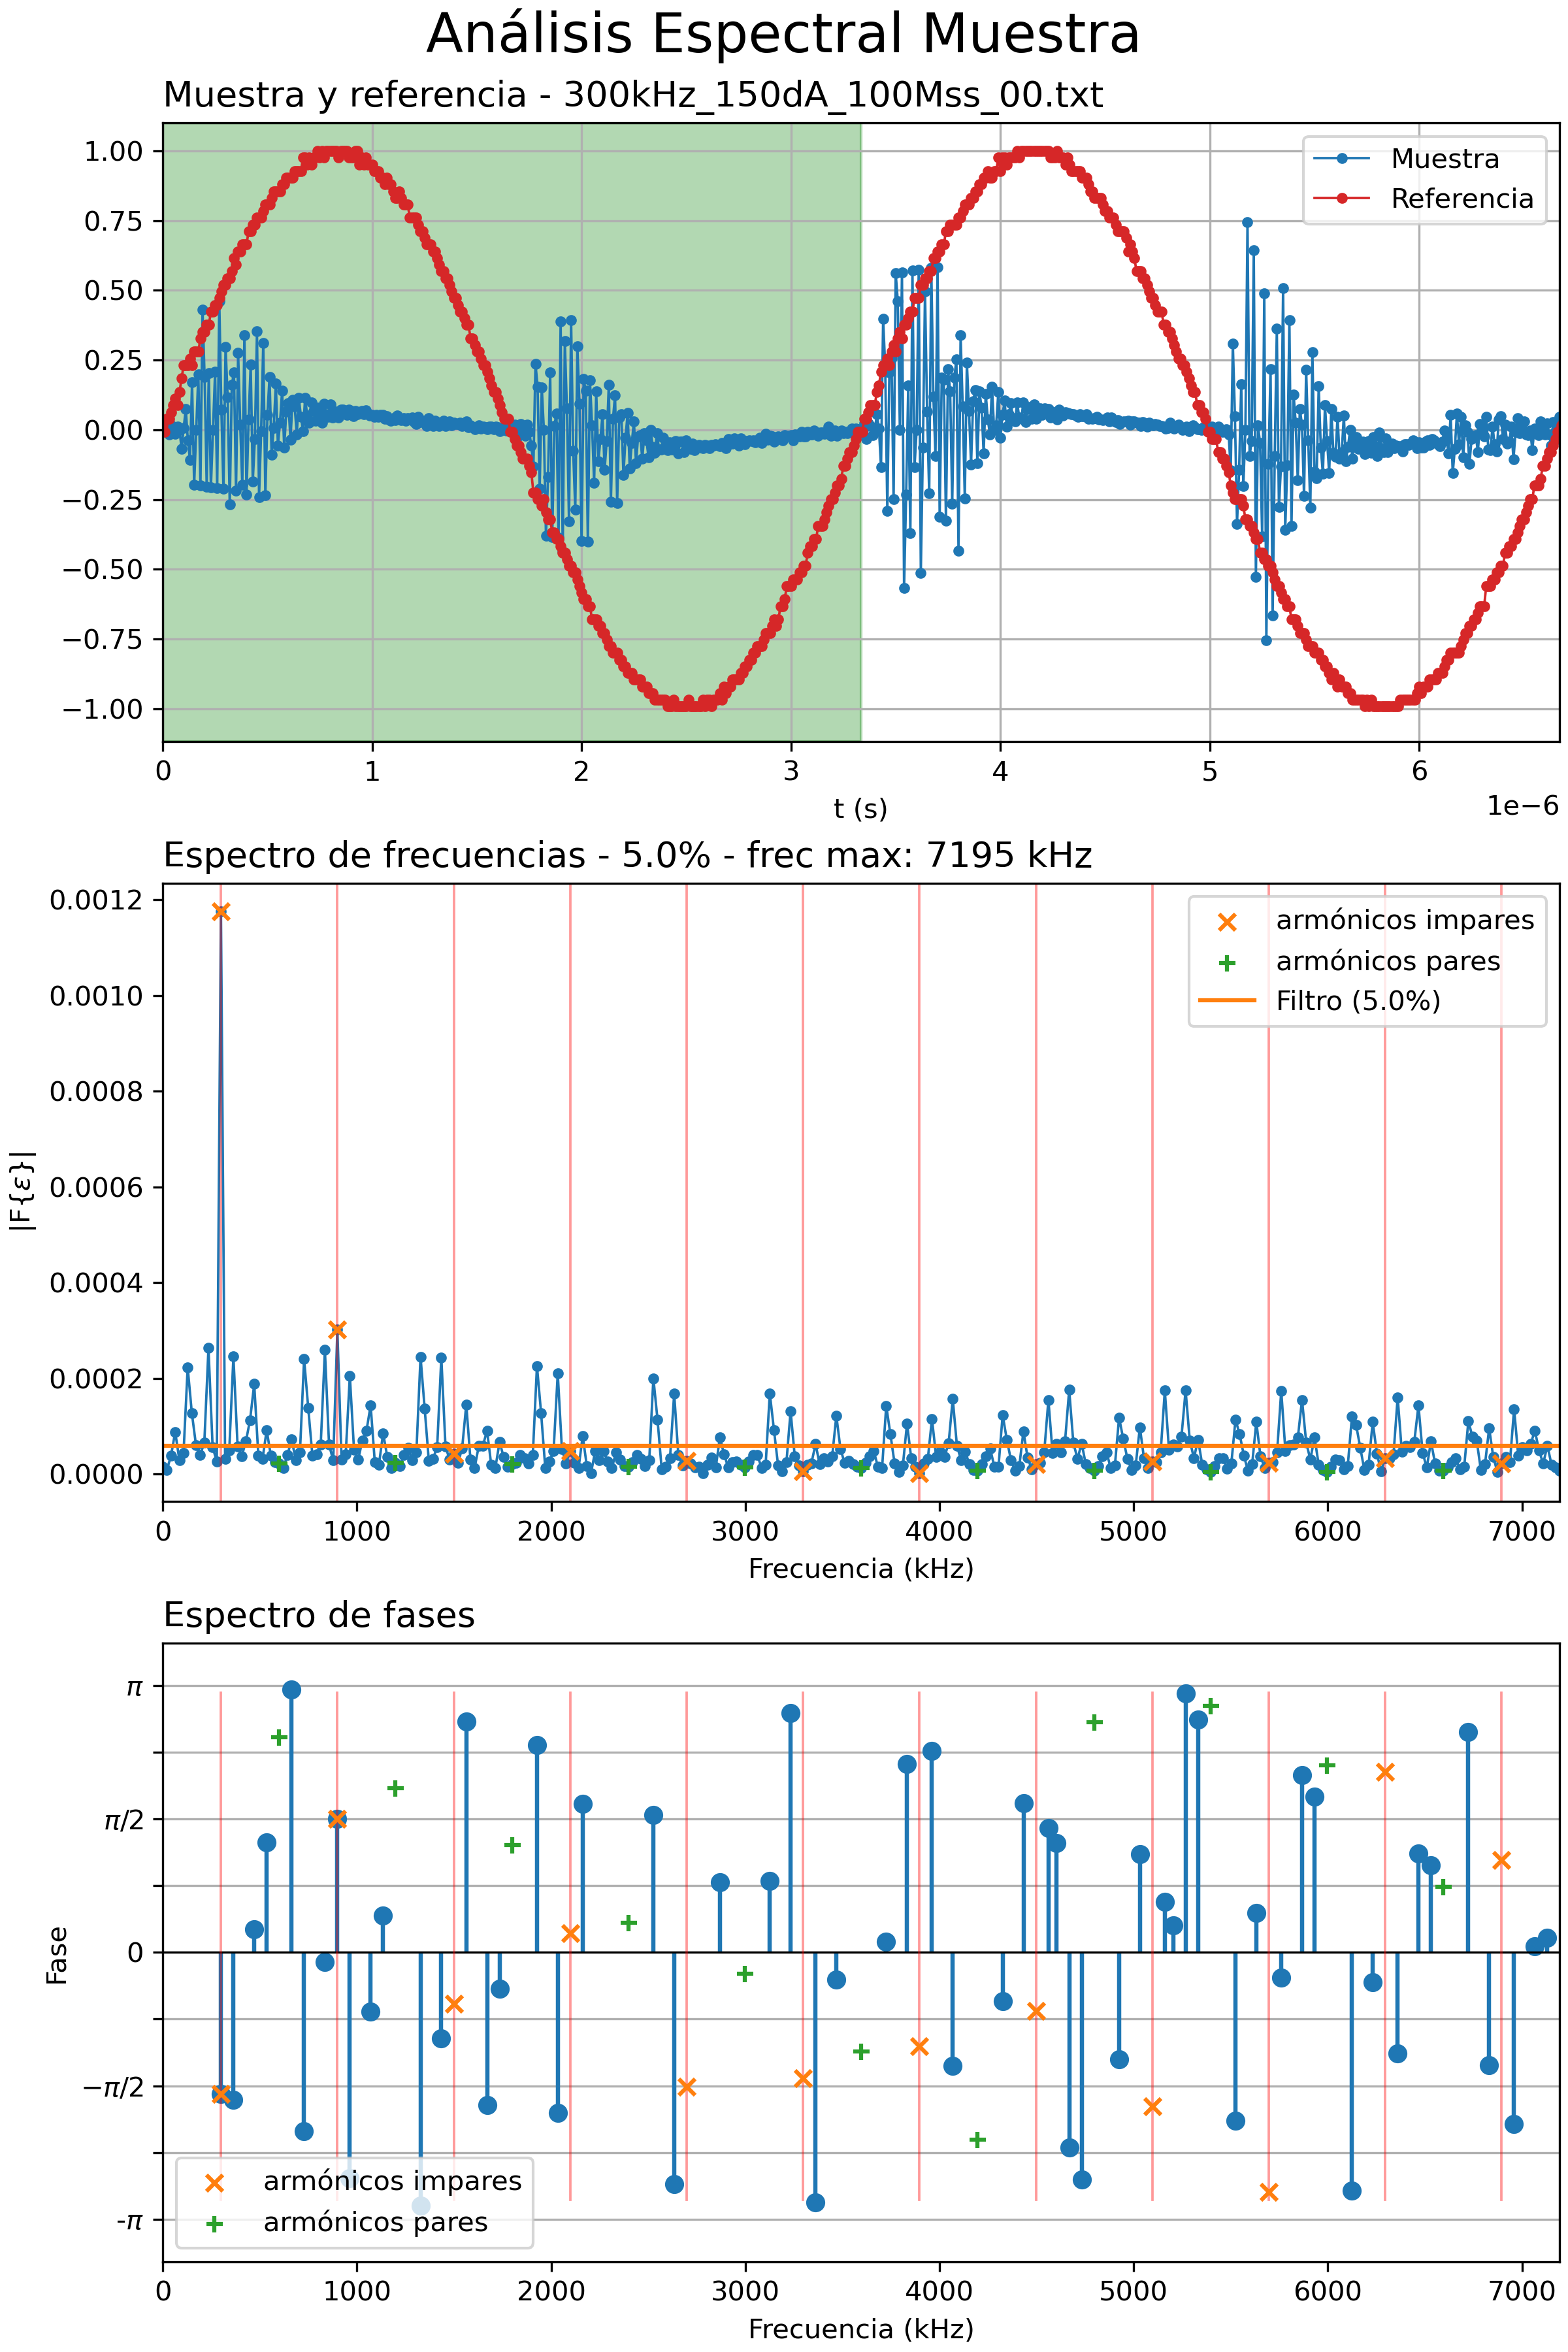 Análisis Espectral Muestra
Muestra y referencia - 300kHz_150dA_100Mss_00.txt
1.00
0.75
0.50
0.25
0.00
−0.25
−0.50
−0.75
−1.00
Muestra
Referencia
0 1 2 3 4 5 6
t (s)
1e−6
Espectro de frecuencias - 5.0% - frec max: 7195 kHz
0.0012
0.0010
0.0008
0.0006
0.0004
0.0002
0.0000
|F{ε}|
armónicos impares
armónicos pares
Filtro (5.0%)
0 1000 2000 3000 4000 5000 6000 7000
Frecuencia (kHz)
Espectro de fases
π
π/2
0
−π/2
-π
Fase
armónicos impares
armónicos pares
0 1000 2000 3000 4000 5000 6000 7000
Frecuencia (kHz)